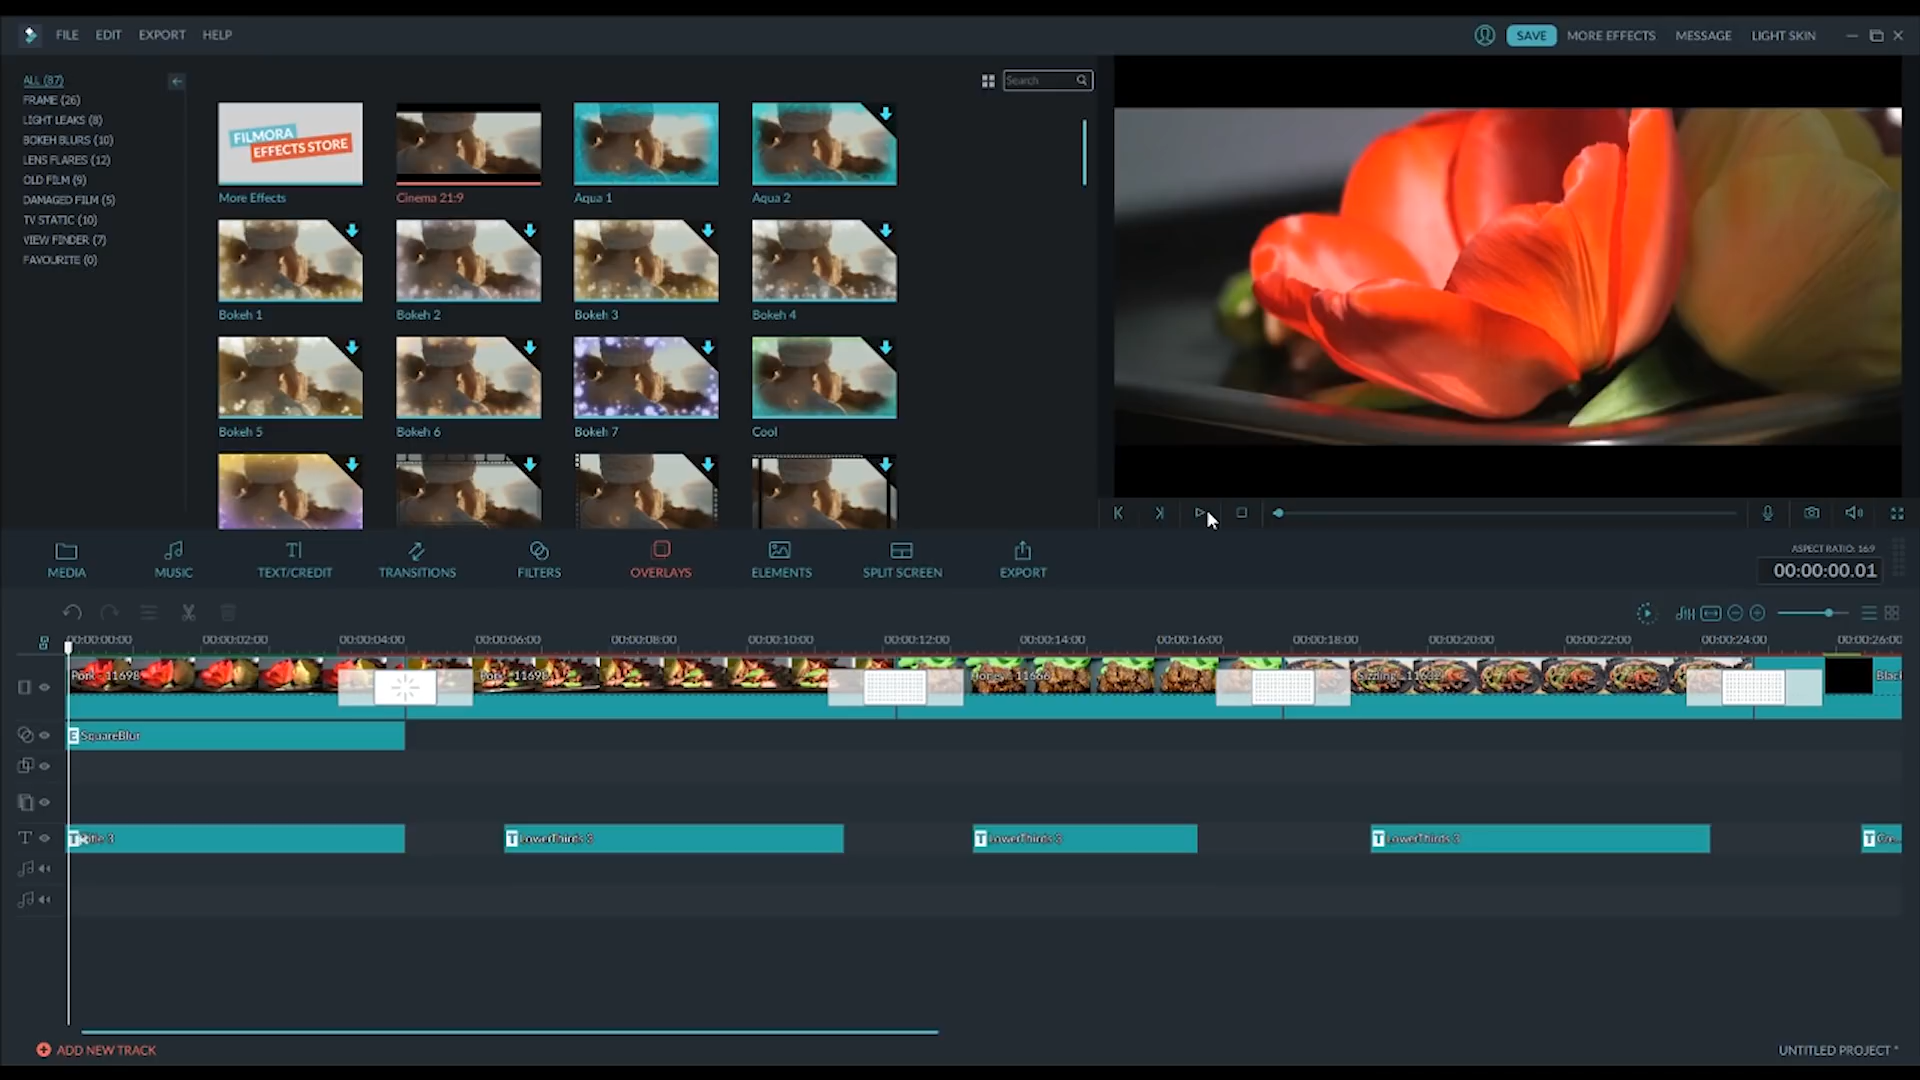 FILE EDIT EXPORT HELP
SAVE MORE EFFECTS MESSAGE LIGHT SKIN
ALL (87)
FRAME (26)
LIGHT LEAKS (8)
BOKEH BLURS (10)
LENS FLARES (12)
OLD FILM (9)
DAMAGED FILM (5)
TV STATIC (10)
VIEW FINDER (7)
FAVOURITE (0)
Search
FILMORA
EFFECTS STORE
More Effects Cinema 21:9 Aqua 1 Aqua 2
Bokeh 1 Bokeh 2 Bokeh 3 Bokeh 4
Bokeh 5 Bokeh 6 Bokeh 7 Cool
MEDIA MUSIC TEXT/CREDIT TRANSITIONS FILTERS OVERLAYS ELEMENTS SPLIT SCREEN EXPORT
ASPECT RATIO: 16:9
00:00:00.01
00:00:00:00 00:00:02:00 00:00:04:00 00:00:06:00 00:00:08:00 00:00:10:00 00:00:12:00 00:00:14:00 00:00:16:00 00:00:18:00 00:00:20:00 00:00:22:00 00:00:24:00 00:00:26:00
Pork - 11698 Pork - 11698 Black
E SquareBlur
T Title 3 T LowerThirds 3 T LowerThirds 3 T LowerThirds 3 T Cre...
ADD NEW TRACK
UNTITLED PROJECT *